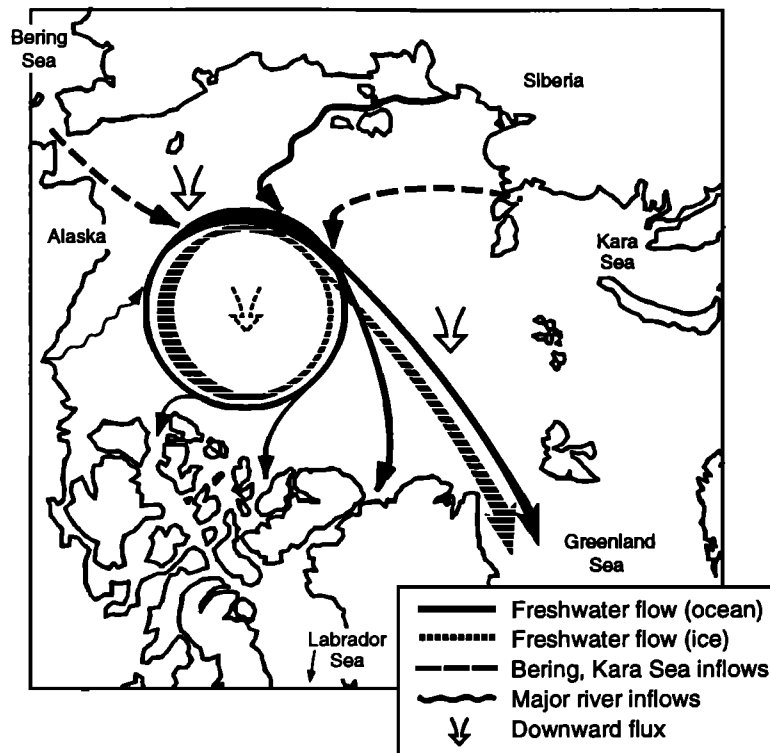 Bering
Sea
Siberia
Alaska
Kara
Sea
Greenland
Sea
Labrador
Sea
Freshwater flow (ocean)
Freshwater flow (ice)
Bering, Kara Sea inflows
Major river inflows
Downward flux